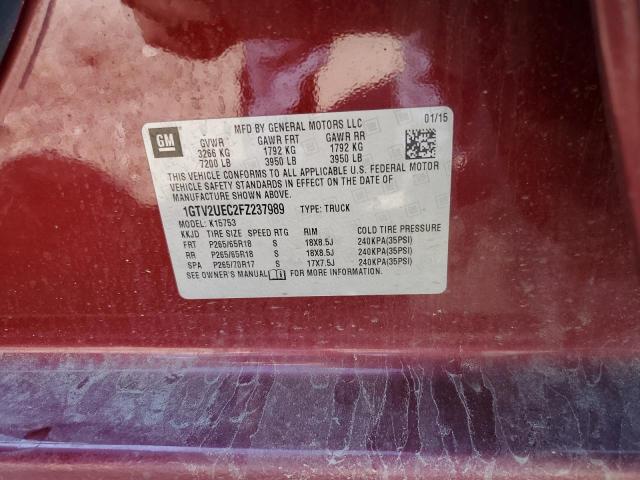 GM
MFD BY GENERAL MOTORS LLC
01/15
GVWR GAWR FRT GAWR RR
3266 KG 1792 KG 1792 KG
7200 LB 3950 LB 3950 LB
THIS VEHICLE CONFORMS TO ALL APPLICABLE U.S. FEDERAL MOTOR
VEHICLE SAFETY STANDARDS IN EFFECT ON THE DATE OF
MANUFACTURE SHOWN ABOVE.
1GTV2UEC2FZ237989 TYPE: TRUCK
MODEL: K15753
KKJD TIRE SIZE SPEED RTG RIM COLD TIRE PRESSURE
FRT P265/65R18 S 18X8.5J 240KPA(35PSI)
RR P265/65R18 S 18X8.5J 240KPA(35PSI)
SPA P265/70R17 S 17X7.5J 240KPA(35PSI)
SEE OWNER'S MANUAL